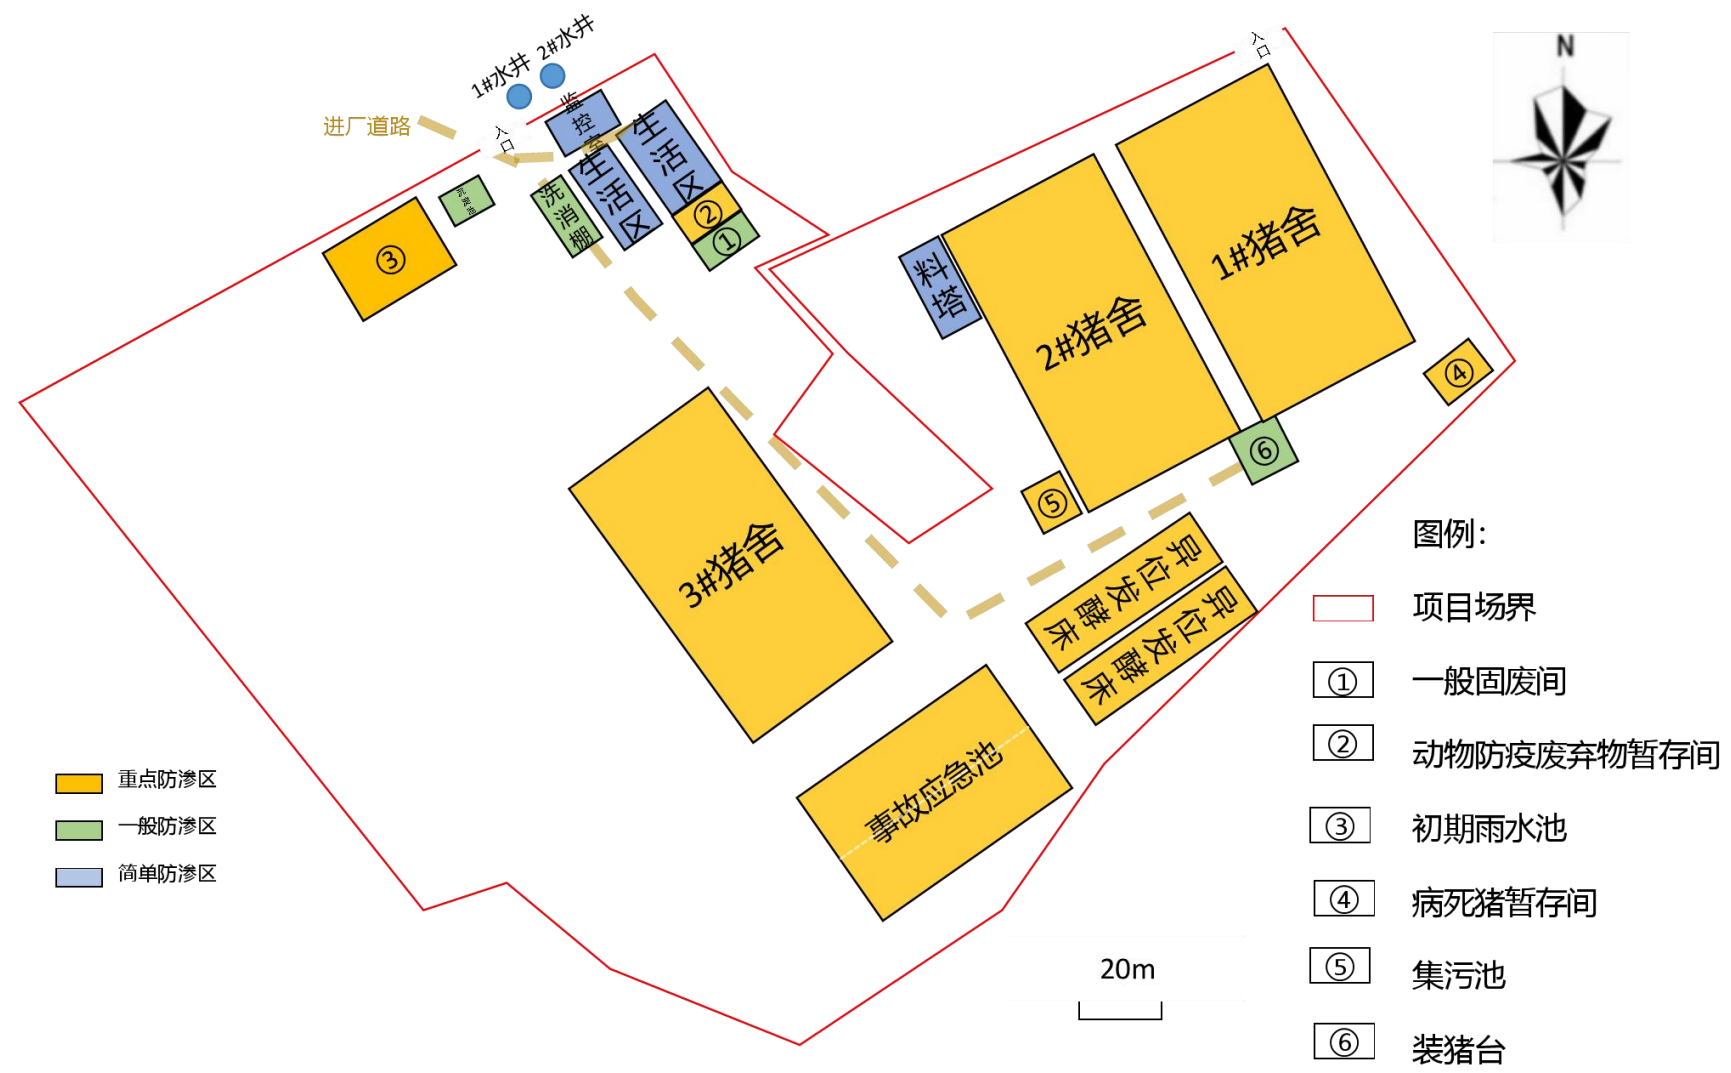 1#水井
2#水井
入口
N
进厂道路
入口
监控室
生活区
生活区
洗消棚
②
①
③
料塔
1#猪舍
2#猪舍
④
⑥
⑤
3#猪舍
异位发酵床
异位发酵床
事故应急池
图例：
项目场界
① 一般固废间
② 动物防疫废弃物暂存间
③ 初期雨水池
④ 病死猪暂存间
⑤ 集污池
⑥ 装猪台
重点防渗区
一般防渗区
简单防渗区
20m